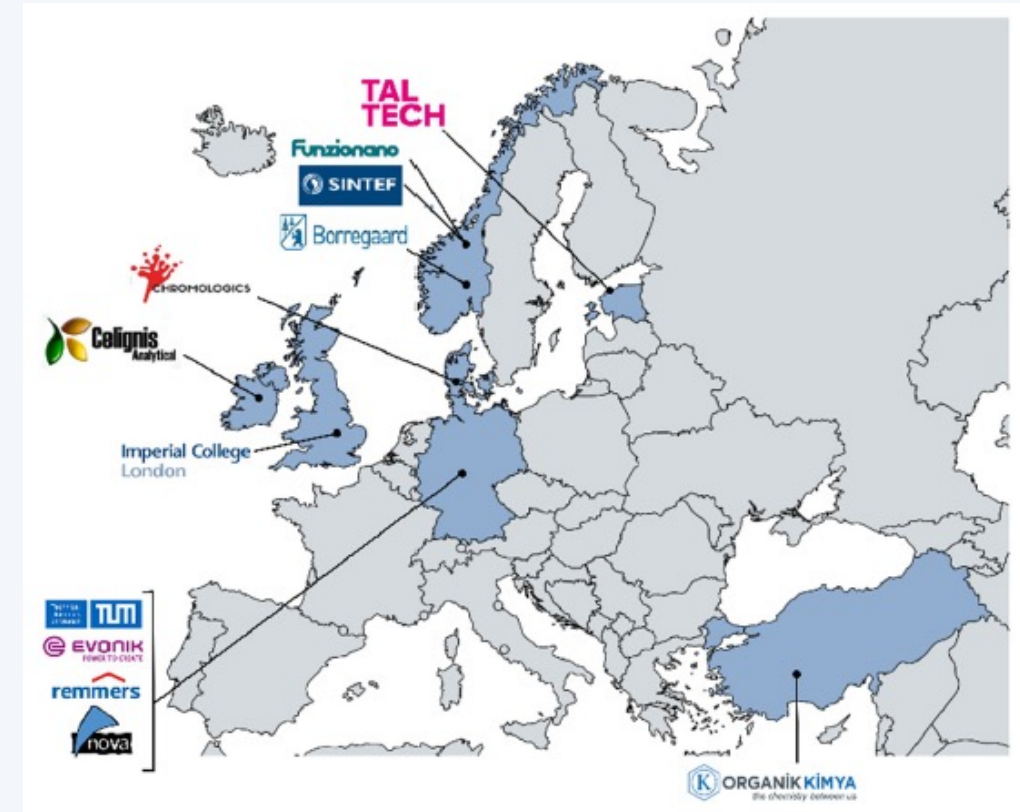 TAL
TECH
Funzionano
SINTEF
Borregaard
CHROMOLOGICS
Celignis
Analytical
Imperial College
London
TUM
EVONIK
POWER TO CREATE
remmers
nova
K ORGANİK KİMYA
the chemistry between us